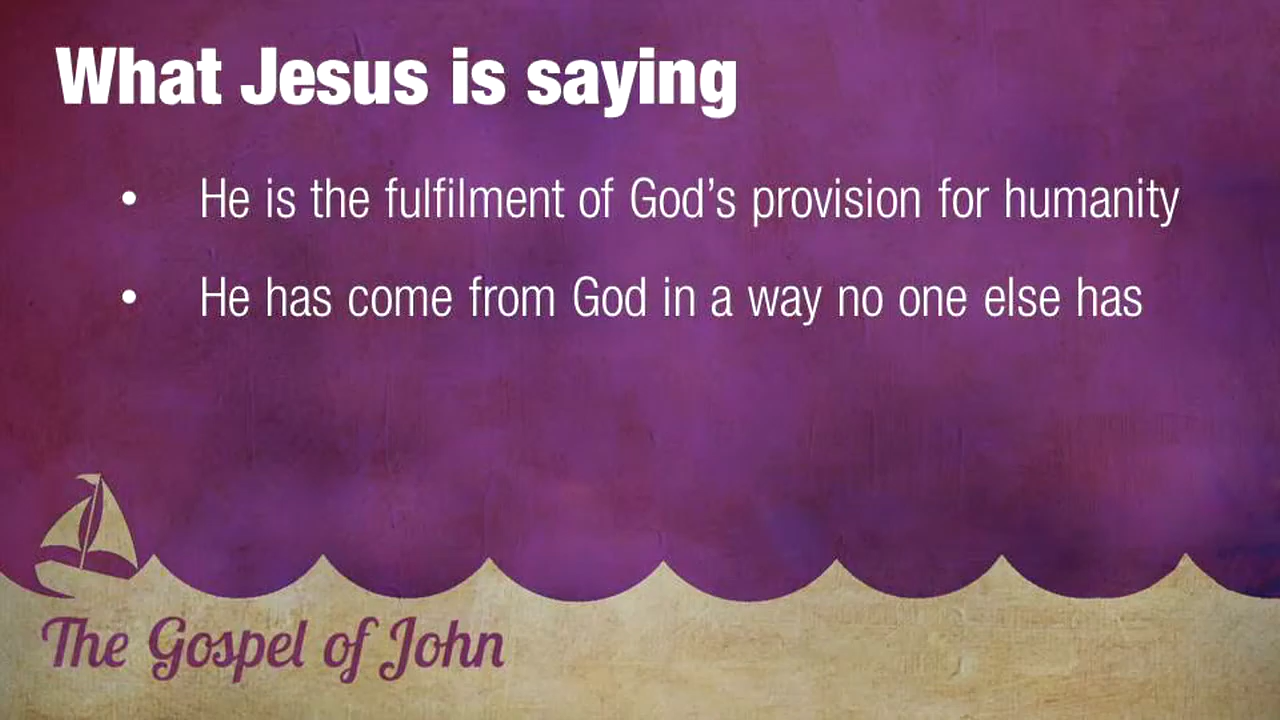 What Jesus is saying
• He is the fulfilment of God’s provision for humanity
• He has come from God in a way no one else has
The Gospel of John